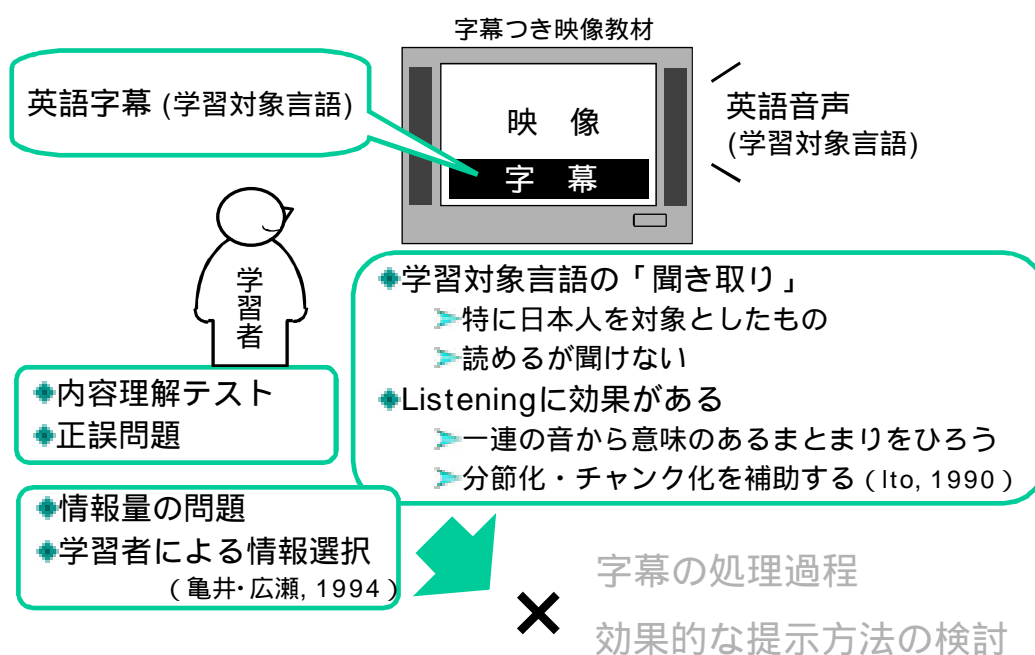 字幕つき映像教材
英語字幕 (学習対象言語)
映 像
字 幕
英語音声
(学習対象言語)
学習者
学習対象言語の「聞き取り」
特に日本人を対象としたもの
読めるが聞けない
Listeningに効果がある
一連の音から意味のあるまとまりをひろう
分節化・チャンク化を補助する（Ito, 1990）
内容理解テスト
正誤問題
情報量の問題
学習者による情報選択
（亀井・広瀬, 1994）
×
字幕の処理過程
効果的な提示方法の検討